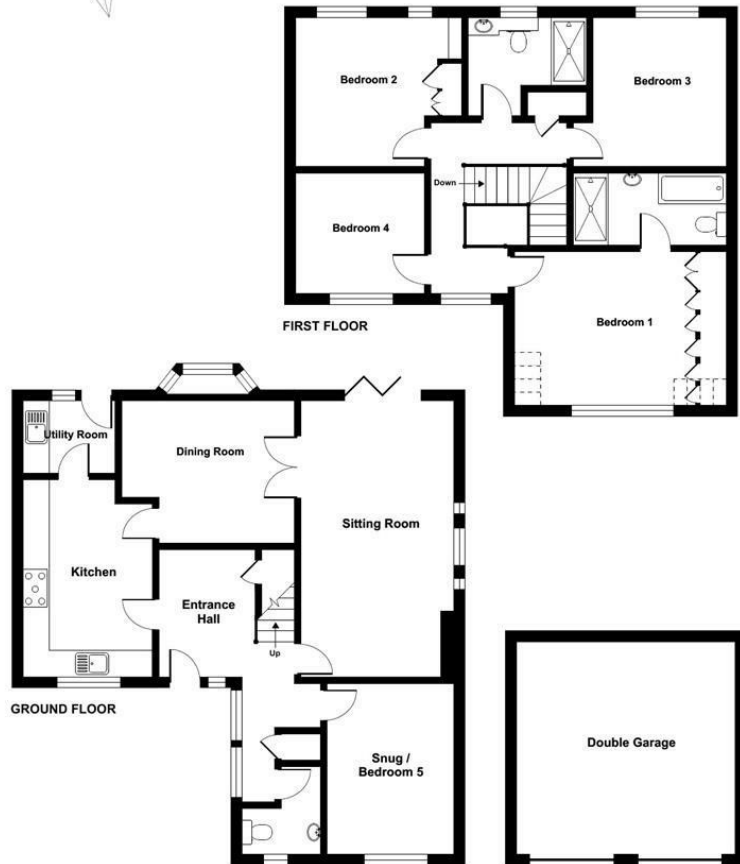 Bedroom 2
Bedroom 3
Down
Bedroom 4
Bedroom 1
FIRST FLOOR
Utility Room
Dining Room
Sitting Room
Kitchen
Entrance
Hall
Up
GROUND FLOOR
Snug /
Bedroom 5
Double Garage